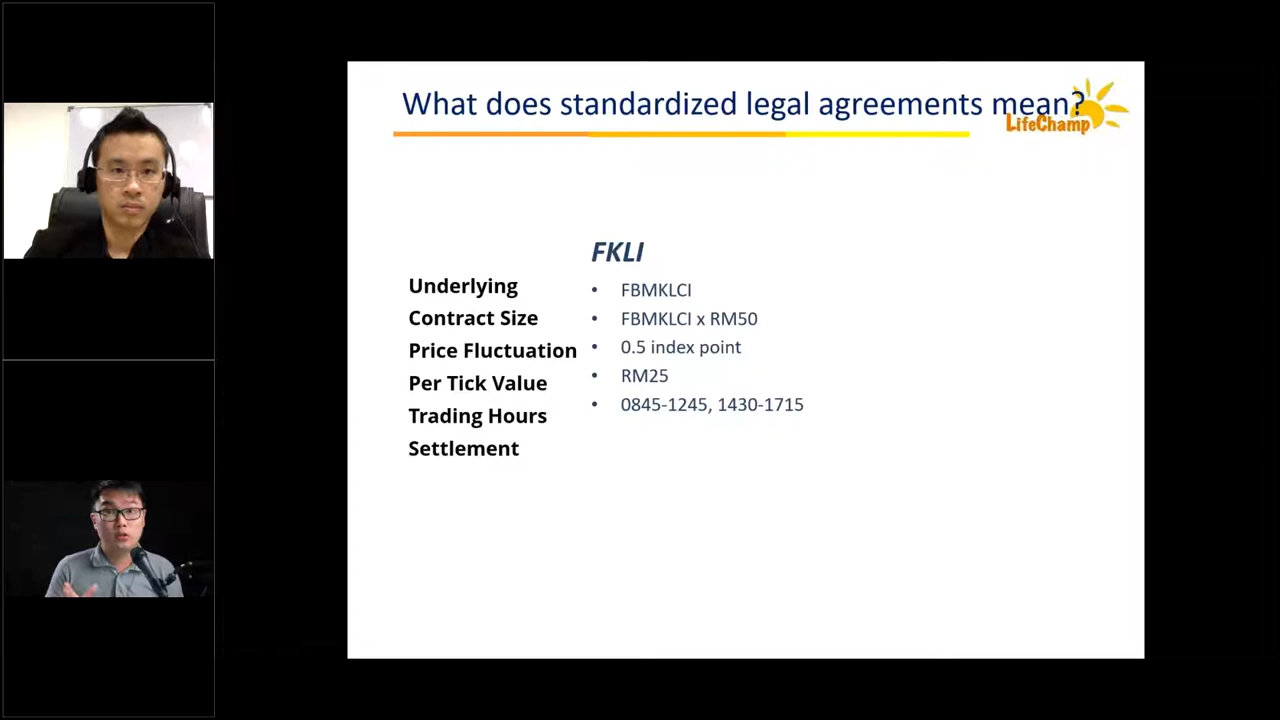 What does standardized legal agreements mean?
LifeChamp
FKLI
Underlying
• FBMKLCI
Contract Size
• FBMKLCI x RM50
Price Fluctuation
• 0.5 index point
Per Tick Value
• RM25
Trading Hours
• 0845-1245, 1430-1715
Settlement